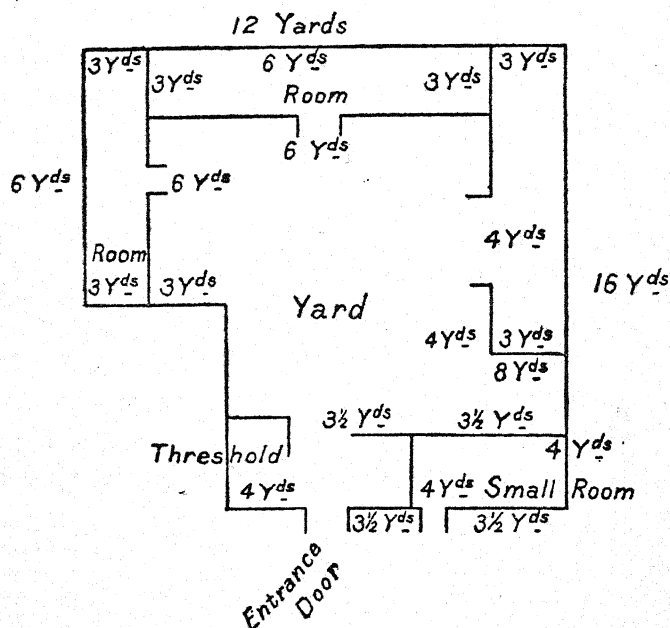 12 Yards
3 Yds
6 Yds
3 Yds
3 Yds
3 Yds
Room
6 Yds
6 Yds
6 Yds
4 Yds
Room
3 Yds
3 Yds
Yard
16 Yds
4 Yds
3 Yds
8 Yds
3½ Yds
3½ Yds
4 Yds
Threshold
4 Yds
4 Yds
Small Room
3½ Yds
3½ Yds
Entrance
Door